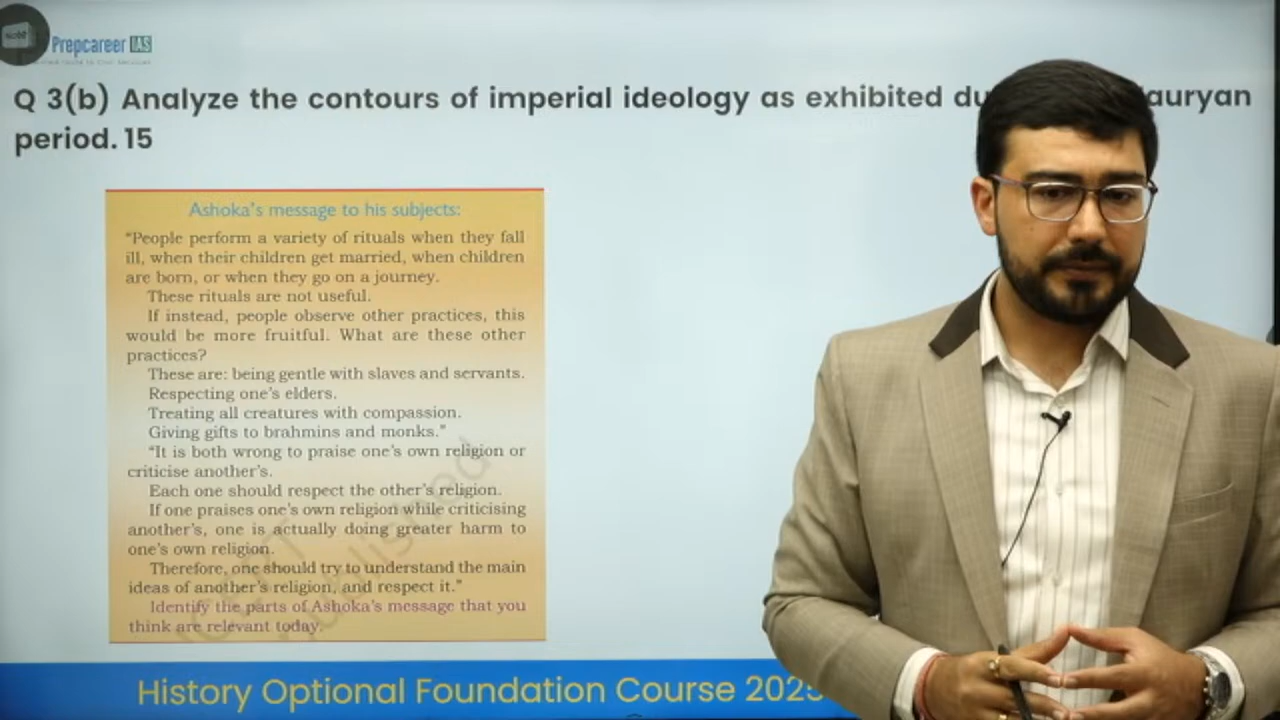 Prepcareer IAS
Q 3(b) Analyze the contours of imperial ideology as exhibited du auryan
period. 15
Ashoka's message to his subjects:
"People perform a variety of rituals when they fall
ill, when their children get married, when children
are born, or when they go on a journey.
These rituals are not useful.
If instead, people observe other practices, this
would be more fruitful. What are these other
practices?
These are: being gentle with slaves and servants.
Respecting one's elders.
Treating all creatures with compassion.
Giving gifts to brahmins and monks."
"It is both wrong to praise one's own religion or
criticise another's.
Each one should respect the other's religion.
If one praises one's own religion while criticising
another's, one is actually doing greater harm to
one's own religion.
Therefore, one should try to understand the main
ideas of another's religion, and respect it."
Identify the parts of Ashoka's message that you
think are relevant today.
History Optional Foundation Course 2025